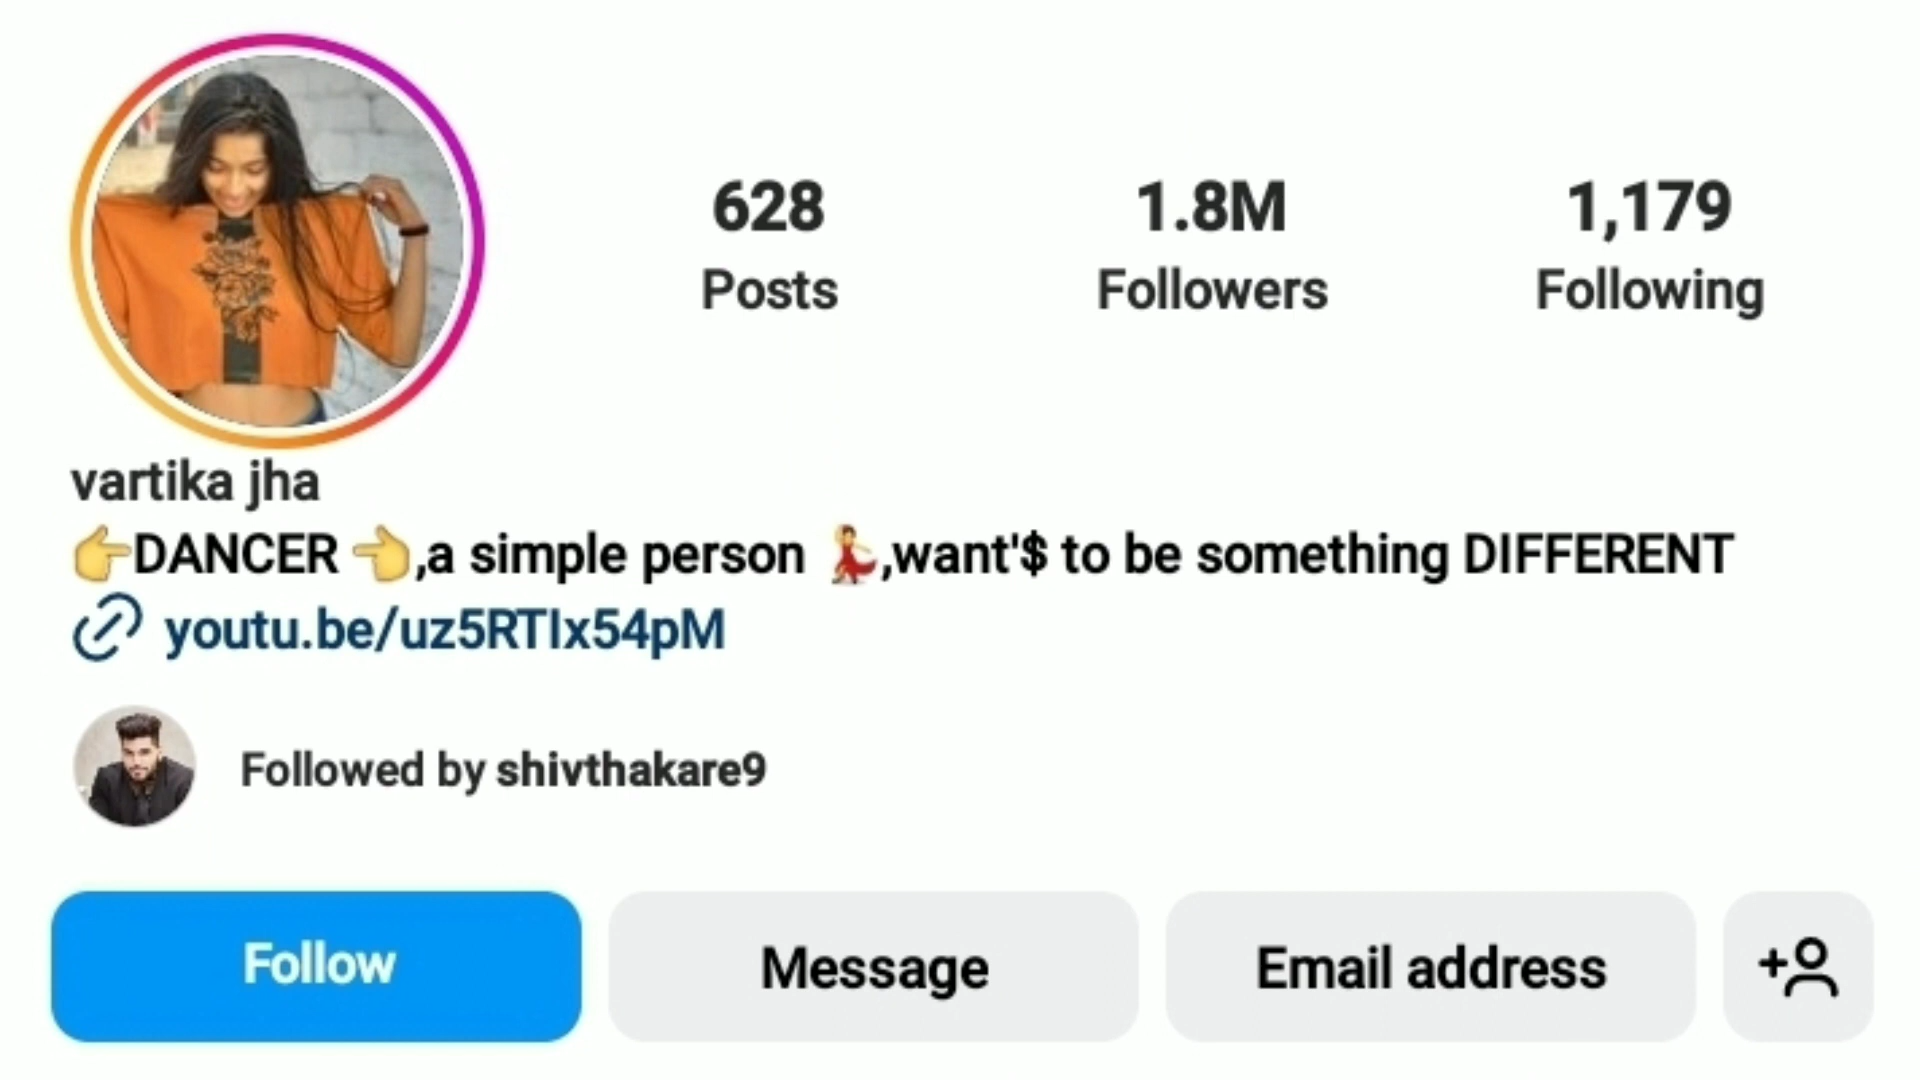 628 1.8M 1,179
Posts Followers Following
vartika jha
👉DANCER 👈,a simple person 💃,want'$ to be something DIFFERENT
youtu.be/uz5RTIx54pM
Followed by shivthakare9
Follow Message Email address